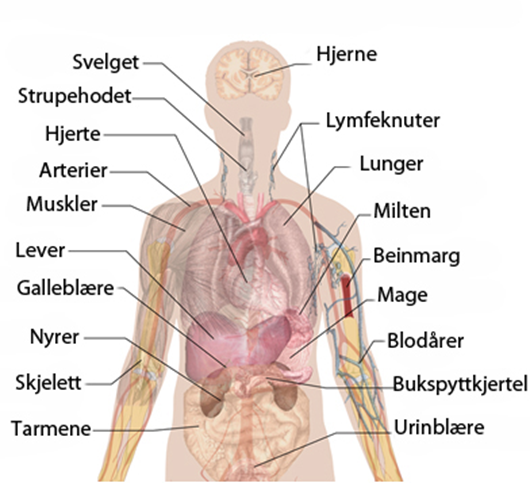 Svelget
Strupehodet
Hjerte
Arterier
Muskler
Lever
Galleblære
Nyrer
Skjelett
Tarmene
Hjerne
Lymfeknuter
Lunger
Milten
Beinmarg
Mage
Blodårer
Bukspyttkjertel
Urinblære